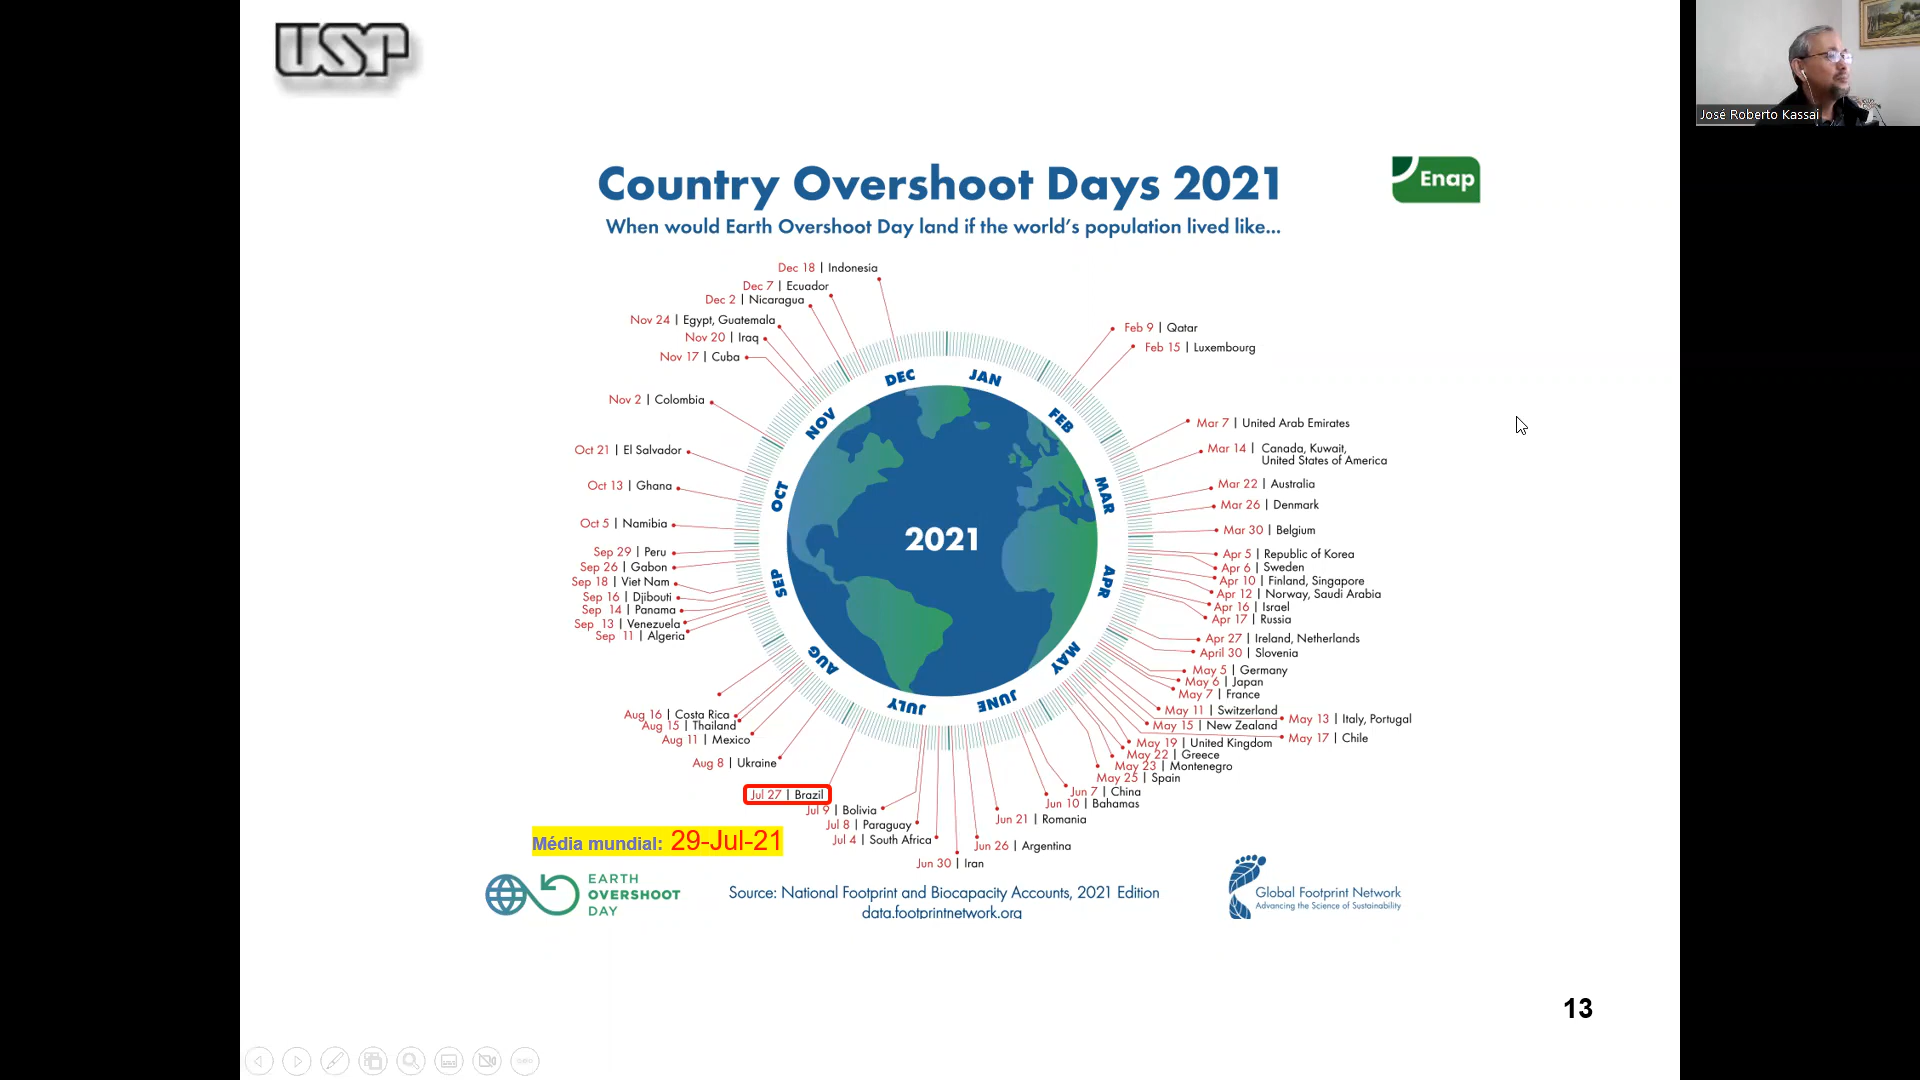 USP
José Roberto Kassai
Country Overshoot Days 2021
Enap
When would Earth Overshoot Day land if the world's population lived like...
Dec 18 | Indonesia
Dec 7 | Ecuador
Dec 2 | Nicaragua
Nov 24 | Egypt, Guatemala
Nov 20 | Iraq
Nov 17 | Cuba
Nov 2 | Colombia
Oct 21 | El Salvador
Oct 13 | Ghana
Oct 5 | Namibia
Sep 29 | Peru
Sep 26 | Gabon
Sep 18 | Viet Nam
Sep 16 | Djibouti
Sep 14 | Panama
Sep 13 | Venezuela
Sep 11 | Algeria
Aug 16 | Costa Rica
Aug 15 | Thailand
Aug 11 | Mexico
Aug 8 | Ukraine
Jul 27 | Brazil
Jul 9 | Bolivia
Jul 8 | Paraguay
Jul 4 | South Africa
Jun 30 | Iran
Feb 9 | Qatar
Feb 15 | Luxembourg
Mar 7 | United Arab Emirates
Mar 14 | Canada, Kuwait,
United States of America
Mar 22 | Australia
Mar 26 | Denmark
Mar 30 | Belgium
Apr 5 | Republic of Korea
Apr 6 | Sweden
Apr 10 | Finland, Singapore
Apr 12 | Norway, Saudi Arabia
Apr 16 | Israel
Apr 17 | Russia
Apr 27 | Ireland, Netherlands
April 30 | Slovenia
May 5 | Germany
May 6 | Japan
May 7 | France
May 11 | Switzerland
May 13 | Italy, Portugal
May 15 | New Zealand
May 17 | Chile
May 19 | United Kingdom
May 22 | Greece
May 23 | Montenegro
May 25 | Spain
Jun 7 | China
Jun 10 | Bahamas
Jun 21 | Romania
Jun 26 | Argentina
JAN
FEB
MAR
APR
MAY
JUNE
JULY
AUG
SEP
OCT
NOV
DEC
2021
Média mundial: 29-Jul-21
EARTH
OVERSHOOT
DAY
Source: National Footprint and Biocapacity Accounts, 2021 Edition
data.footprintnetwork.org
Global Footprint Network
Advancing the Science of Sustainability
13